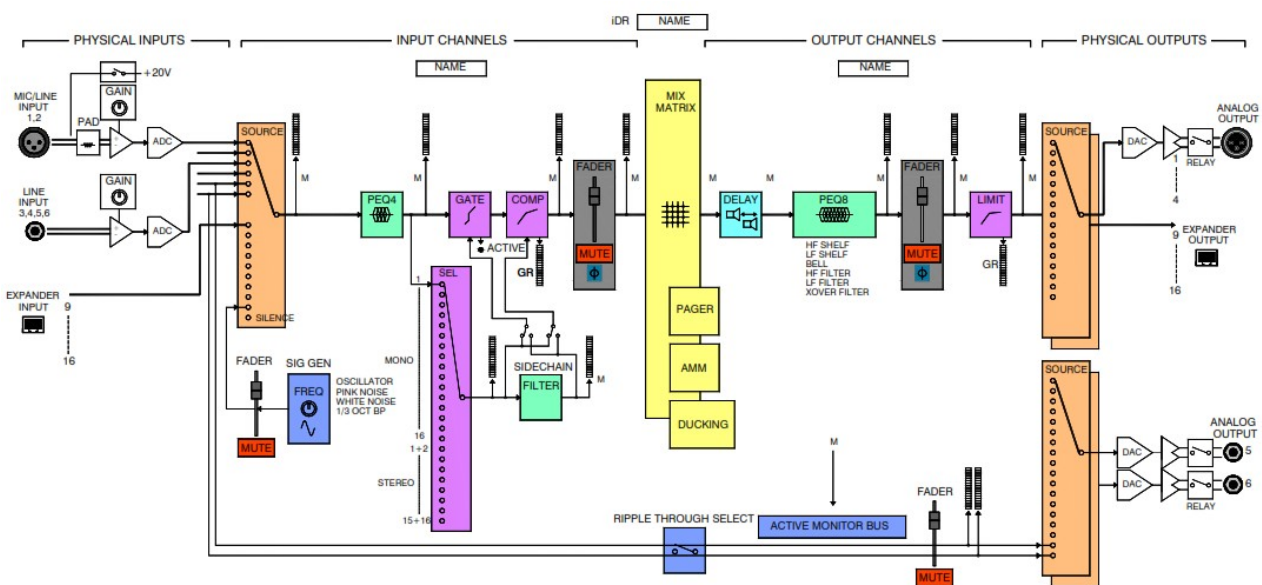 iDR NAME
PHYSICAL INPUTS
INPUT CHANNELS
OUTPUT CHANNELS
PHYSICAL OUTPUTS
NAME
NAME
+20V
GAIN
MIC/LINE
INPUT
1,2
PAD
ADC
SOURCE
GAIN
LINE
INPUT
3,4,5,6
ADC
EXPANDER
INPUT
9
16
SILENCE
FADER
MUTE
SIG GEN
FREQ
OSCILLATOR
PINK NOISE
WHITE NOISE
1/3 OCT BP
M
PEQ4
M
GATE
ACTIVE
COMP
GR
M
FADER
MUTE
Φ
M
SEL
1
MONO
16
1+2
STEREO
15+16
SIDECHAIN
FILTER
M
MIX
MATRIX
PAGER
AMM
DUCKING
M
DELAY
M
PEQ8
HF SHELF
LF SHELF
BELL
HF FILTER
LF FILTER
XOVER FILTER
M
FADER
MUTE
Φ
M
LIMIT
GR
M
SOURCE
DAC
RELAY
ANALOG
OUTPUT
1
4
9
EXPANDER
OUTPUT
16
M
ACTIVE MONITOR BUS
RIPPLE THROUGH SELECT
FADER
MUTE
SOURCE
DAC
DAC
RELAY
ANALOG
OUTPUT
5
6